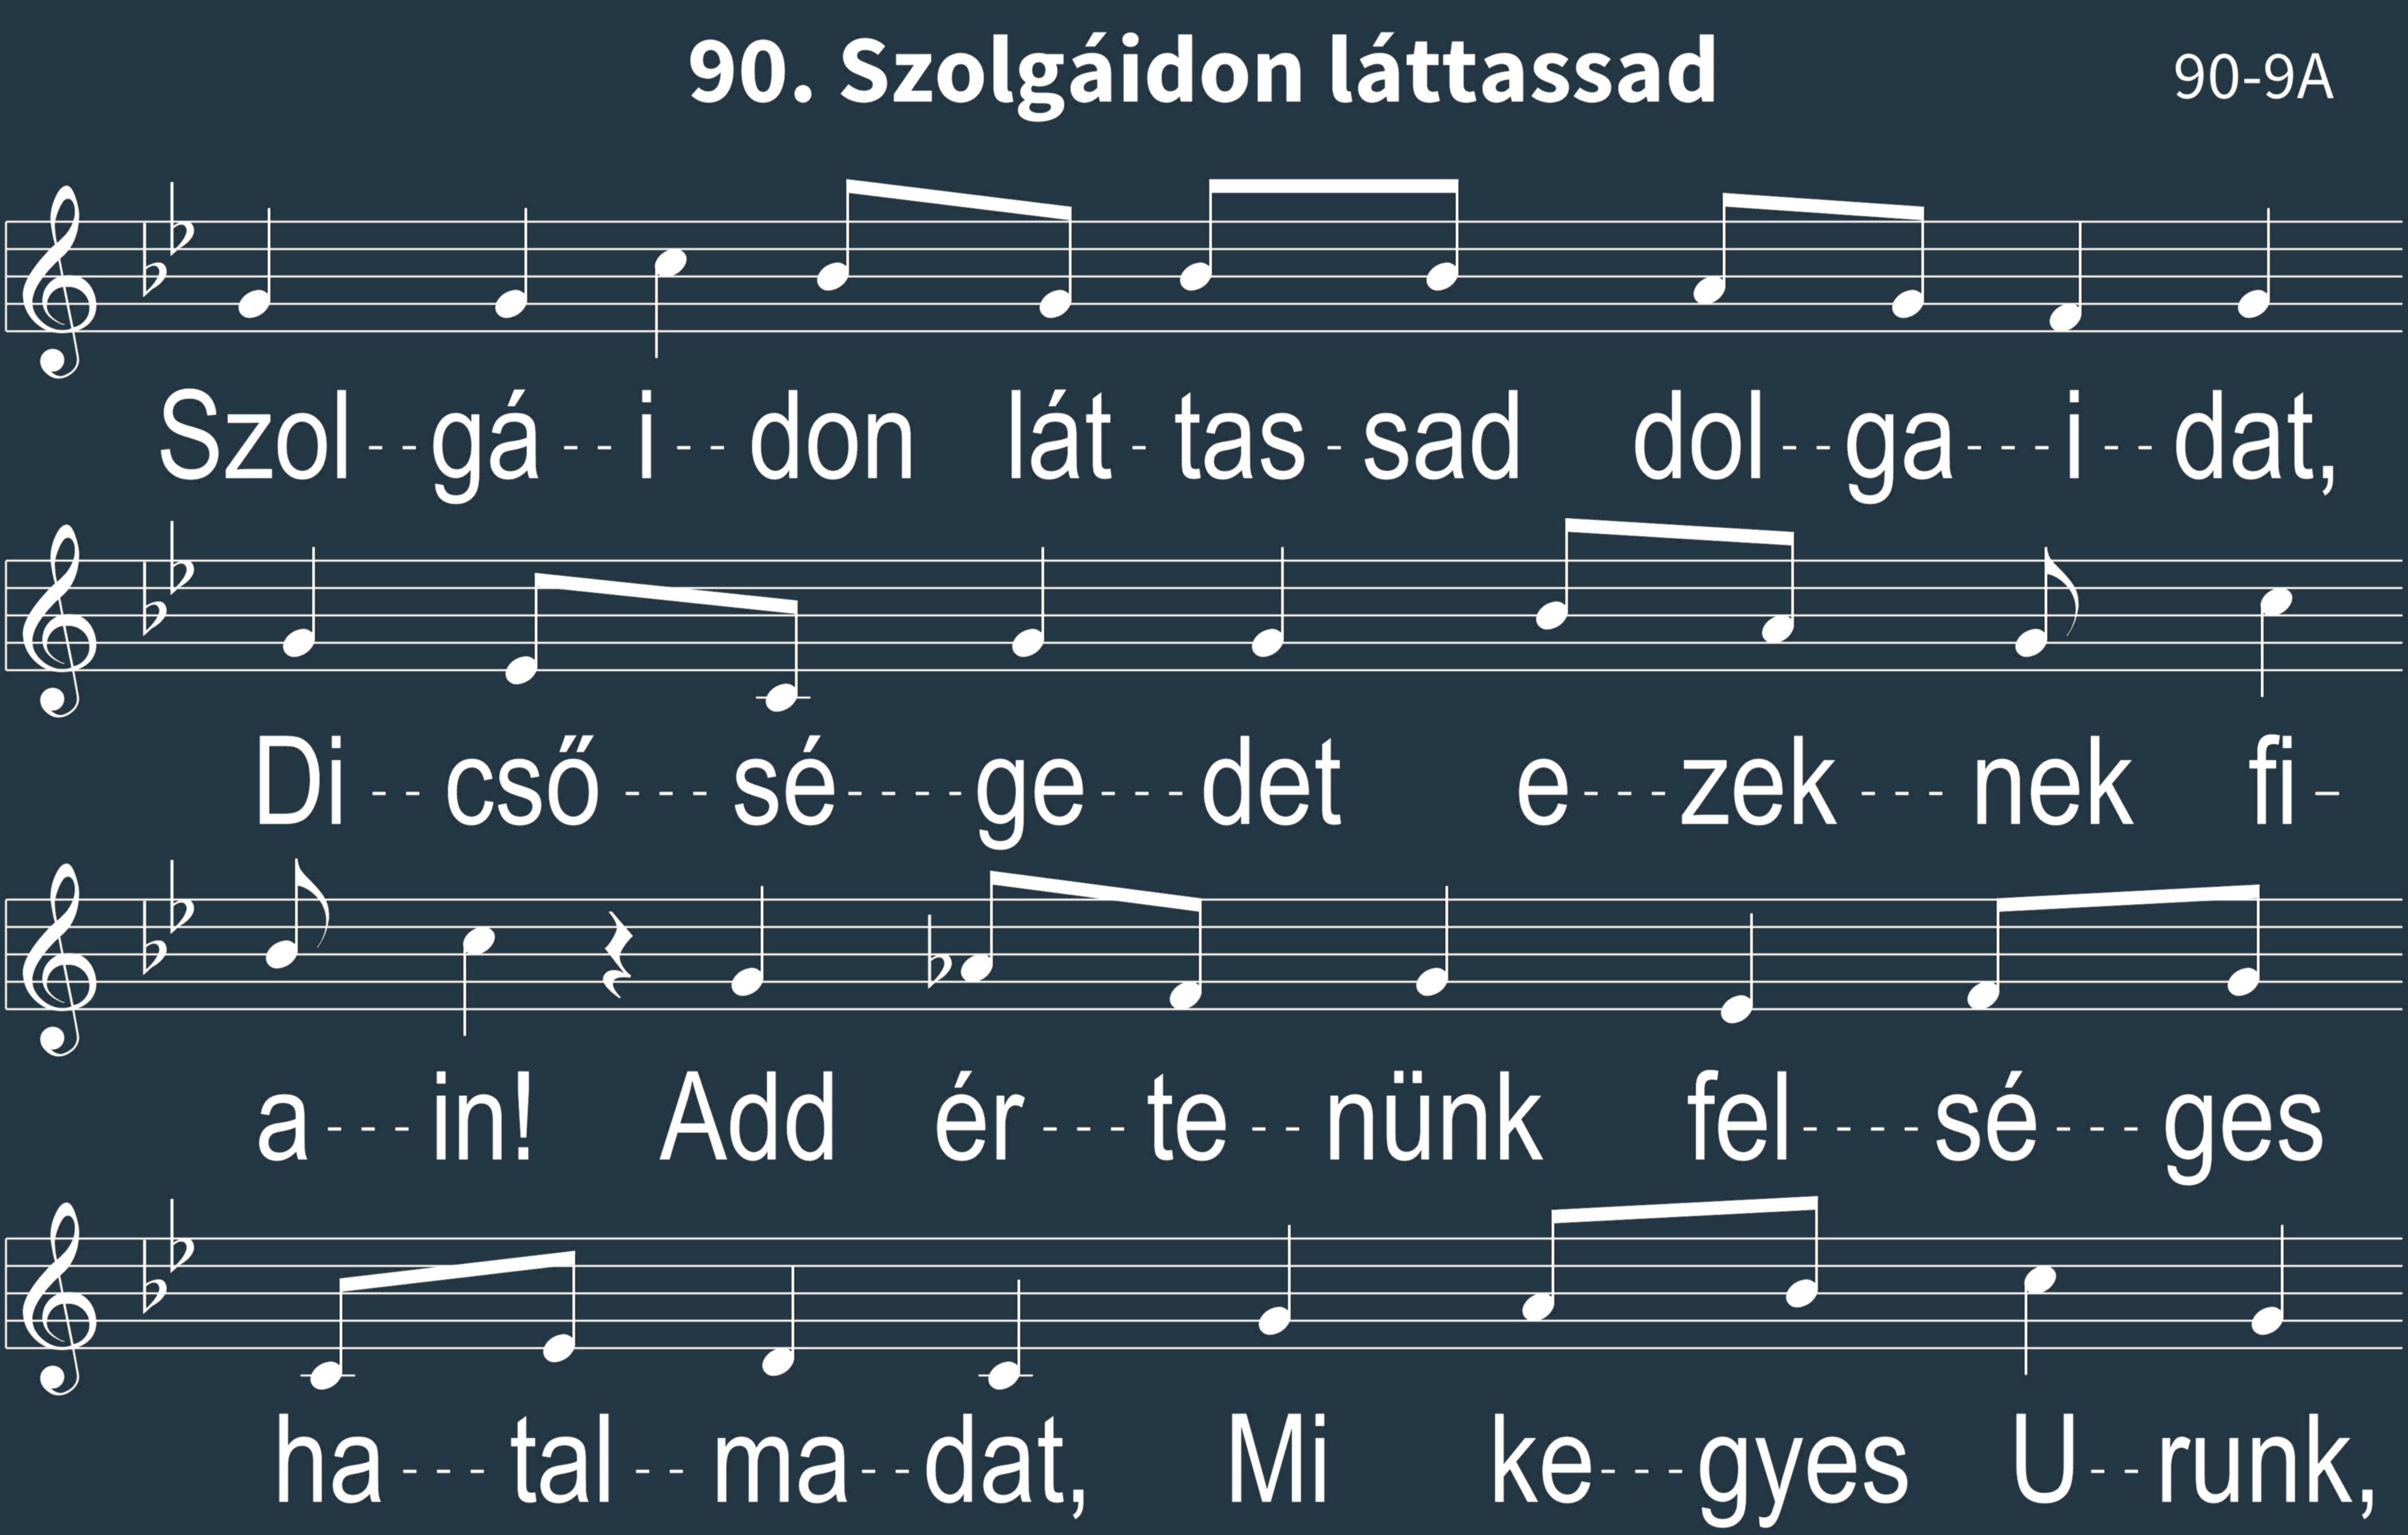 90. Szolgáidon láttassad
90-9A
Szol--gá--i--don lát-tas-sad dol--ga---i--dat,
Di--cső---sé----ge---det e---zek---nek fi-
a---in! Add ér---te--nünk fel----sé---ges
ha---tal--ma--dat, Mi ke---gyes U--runk,